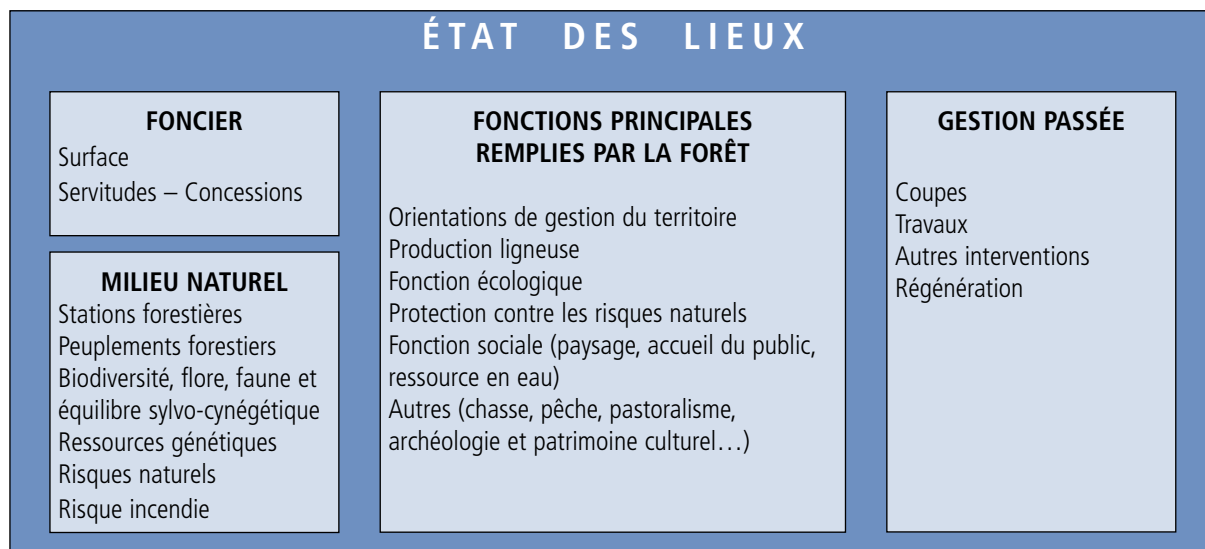 ÉTAT DES LIEUX
FONCIER
Surface
Servitudes – Concessions
MILIEU NATUREL
Stations forestières
Peuplements forestiers
Biodiversité, flore, faune et
équilibre sylvo-cynégétique
Ressources génétiques
Risques naturels
Risque incendie
FONCTIONS PRINCIPALES
REMPLIES PAR LA FORÊT
Orientations de gestion du territoire
Production ligneuse
Fonction écologique
Protection contre les risques naturels
Fonction sociale (paysage, accueil du public,
ressource en eau)
Autres (chasse, pêche, pastoralisme,
archéologie et patrimoine culturel…)
GESTION PASSÉE
Coupes
Travaux
Autres interventions
Régénération